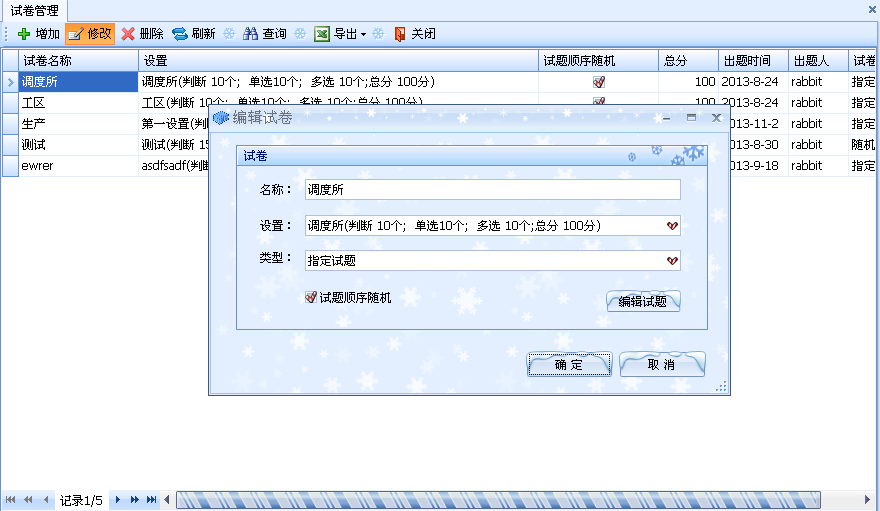 试卷管理
增加 修改 删除 刷新 查询 导出 关闭
试卷名称 设置 试题顺序随机 总分 出题时间 出题人 试卷
调度所 调度所(判断 10个; 单选10个; 多选 10个;总分 100分) 100 2013-8-24 rabbit 指定
工区 工区(判断 10个; 单选10个; 多选 10个;总分 100分) 100 2013-8-24 rabbit 指定
生产 第一设置(判 013-11-2 rabbit 指定
测试 测试(判断 15 013-8-30 rabbit 随机
ewrer asdfsadf(判断 013-9-18 rabbit 指定
编辑试卷
试卷
名称： 调度所
设置： 调度所(判断 10个; 单选10个; 多选 10个;总分 100分)
类型： 指定试题
试题顺序随机 编辑试题
确 定 取 消
记录1/5